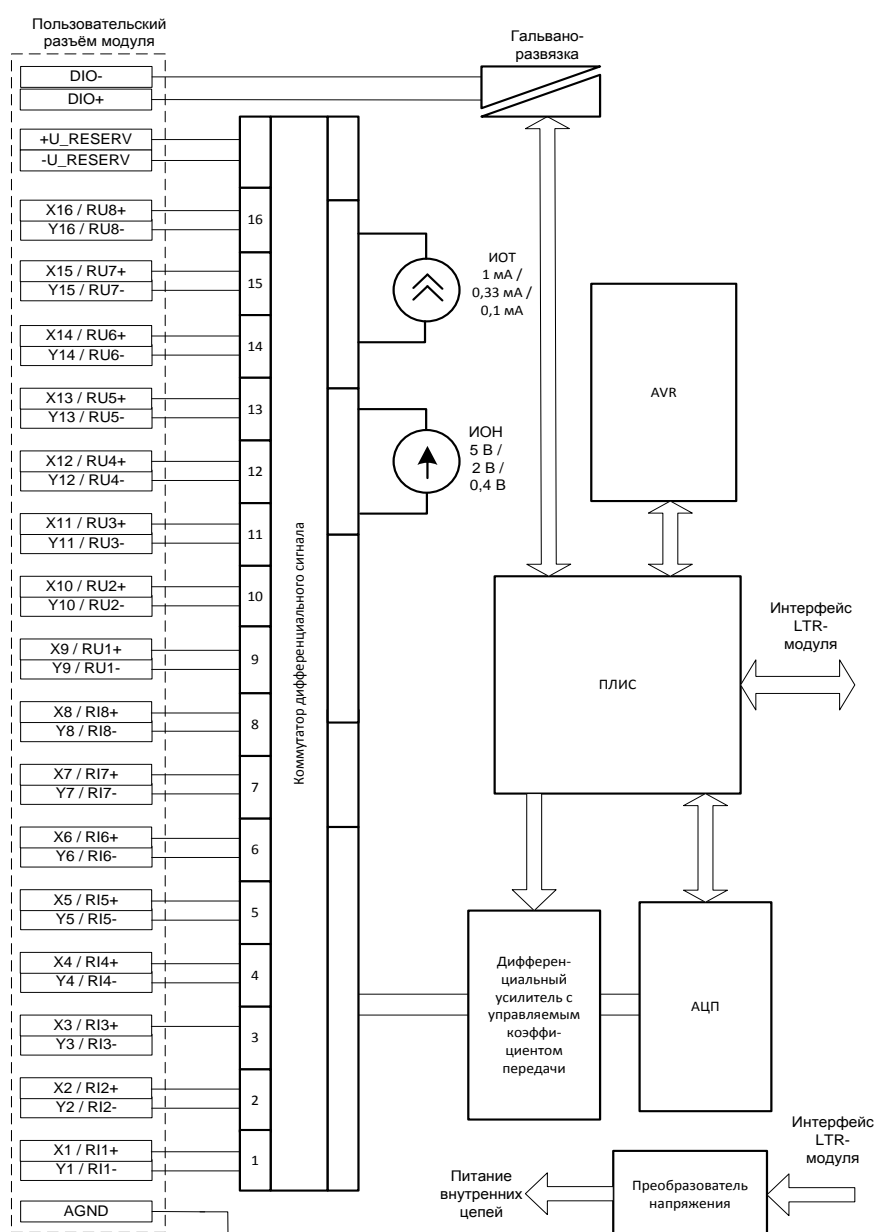 Пользовательский
разъём модуля
DIO-
DIO+
+U_RESERV
-U_RESERV
X16 / RU8+
Y16 / RU8-
X15 / RU7+
Y15 / RU7-
X14 / RU6+
Y14 / RU6-
X13 / RU5+
Y13 / RU5-
X12 / RU4+
Y12 / RU4-
X11 / RU3+
Y11 / RU3-
X10 / RU2+
Y10 / RU2-
X9 / RU1+
Y9 / RU1-
X8 / RI8+
Y8 / RI8-
X7 / RI7+
Y7 / RI7-
X6 / RI6+
Y6 / RI6-
X5 / RI5+
Y5 / RI5-
X4 / RI4+
Y4 / RI4-
X3 / RI3+
Y3 / RI3-
X2 / RI2+
Y2 / RI2-
X1 / RI1+
Y1 / RI1-
AGND
16
15
14
13
12
11
10
9
8
7
6
5
4
3
2
1
Коммутатор дифференциального сигнала
Гальвано-
развязка
ИОТ
1 мА /
0,33 мА /
0,1 мА
ИОН
5 В /
2 В /
0,4 В
AVR
ПЛИС
Интерфейс
LTR-
модуля
Дифферен-
циальный
усилитель с
управляемым
коэффи-
циентом
передачи
АЦП
Питание
внутренних
цепей
Преобразователь
напряжения
Интерфейс
LTR-
модуля